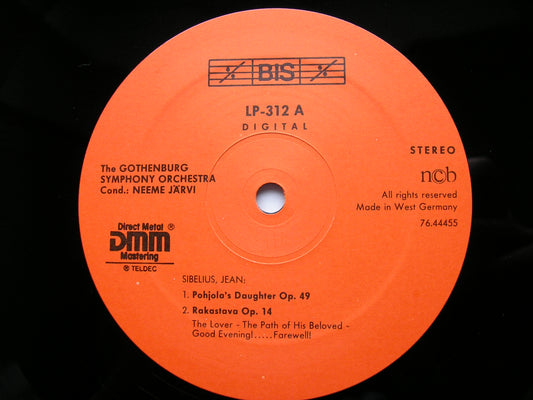 BIS
LP-312 A
DIGITAL
The GOTHENBURG
SYMPHONY ORCHESTRA
Cond.: NEEME JÄRVI
STEREO
ncb
All rights reserved
Made in West Germany
76.44455
Direct Metal ®
DMM
Mastering
℗ TELDEC
SIBELIUS, JEAN:
1. Pohjola's Daughter Op. 49
2. Rakastava Op. 14
The Lover - The Path of His Beloved -
Good Evening!.....Farewell!